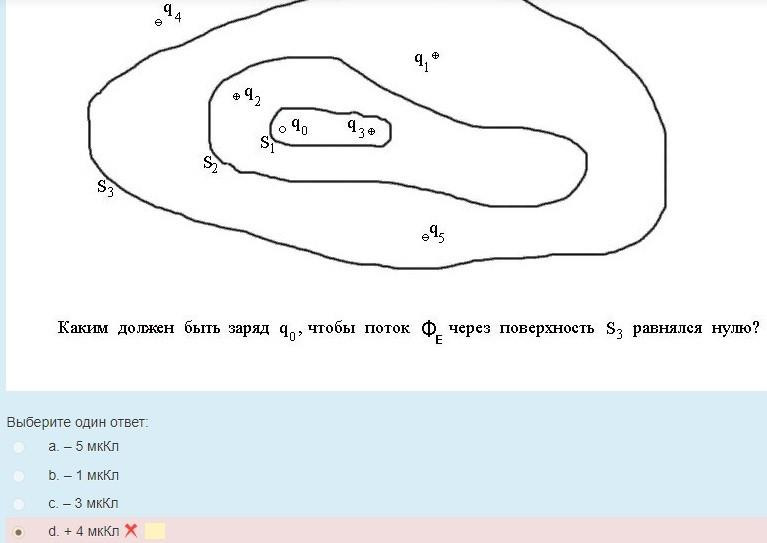 q4
q1
q2
q0
q3
S1
S2
S3
q5
Каким должен быть заряд q0, чтобы поток ΦE через поверхность S3 равнялся нулю?
Выберите один ответ:
a. – 5 мкКл
b. – 1 мкКл
c. – 3 мкКл
d. + 4 мкКл